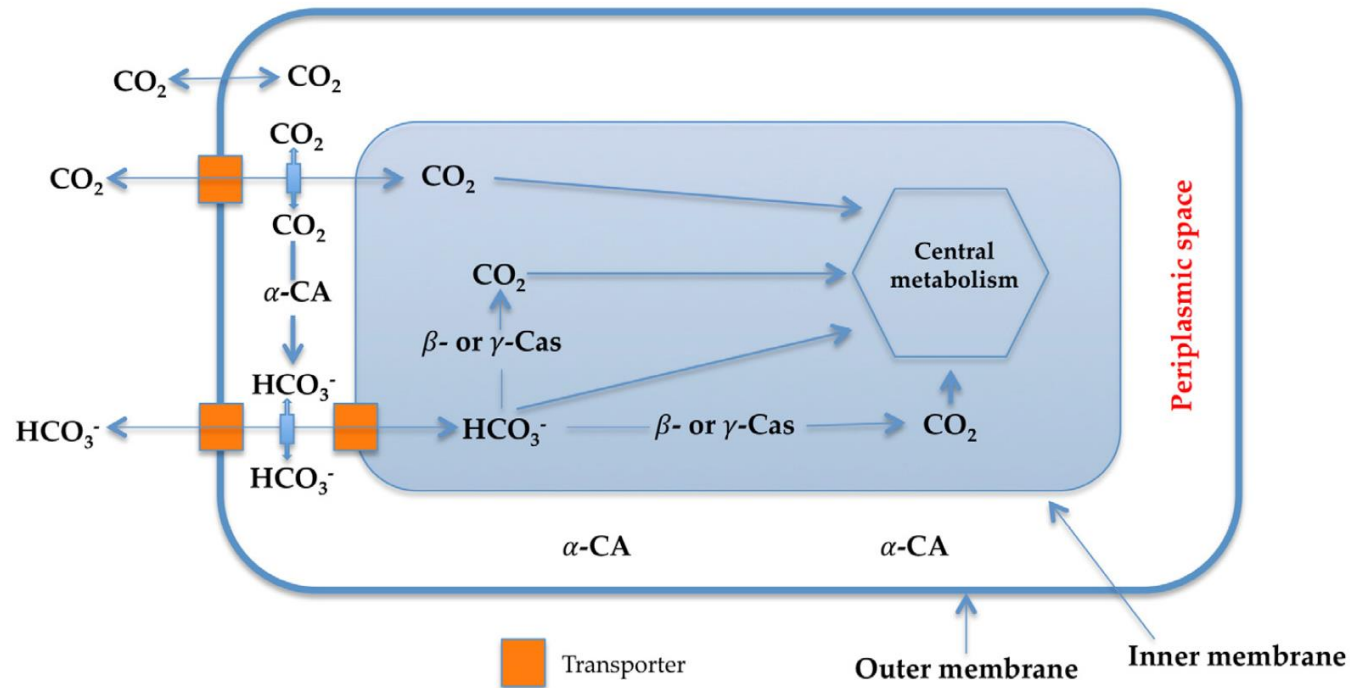 CO2 CO2
CO2
CO2 CO2
CO2
α-CA
HCO3-
HCO3- HCO3- β- or γ-Cas CO2
HCO3-
CO2
β- or γ-Cas
Central
metabolism
Periplasmic space
α-CA α-CA
Transporter
Outer membrane
Inner membrane